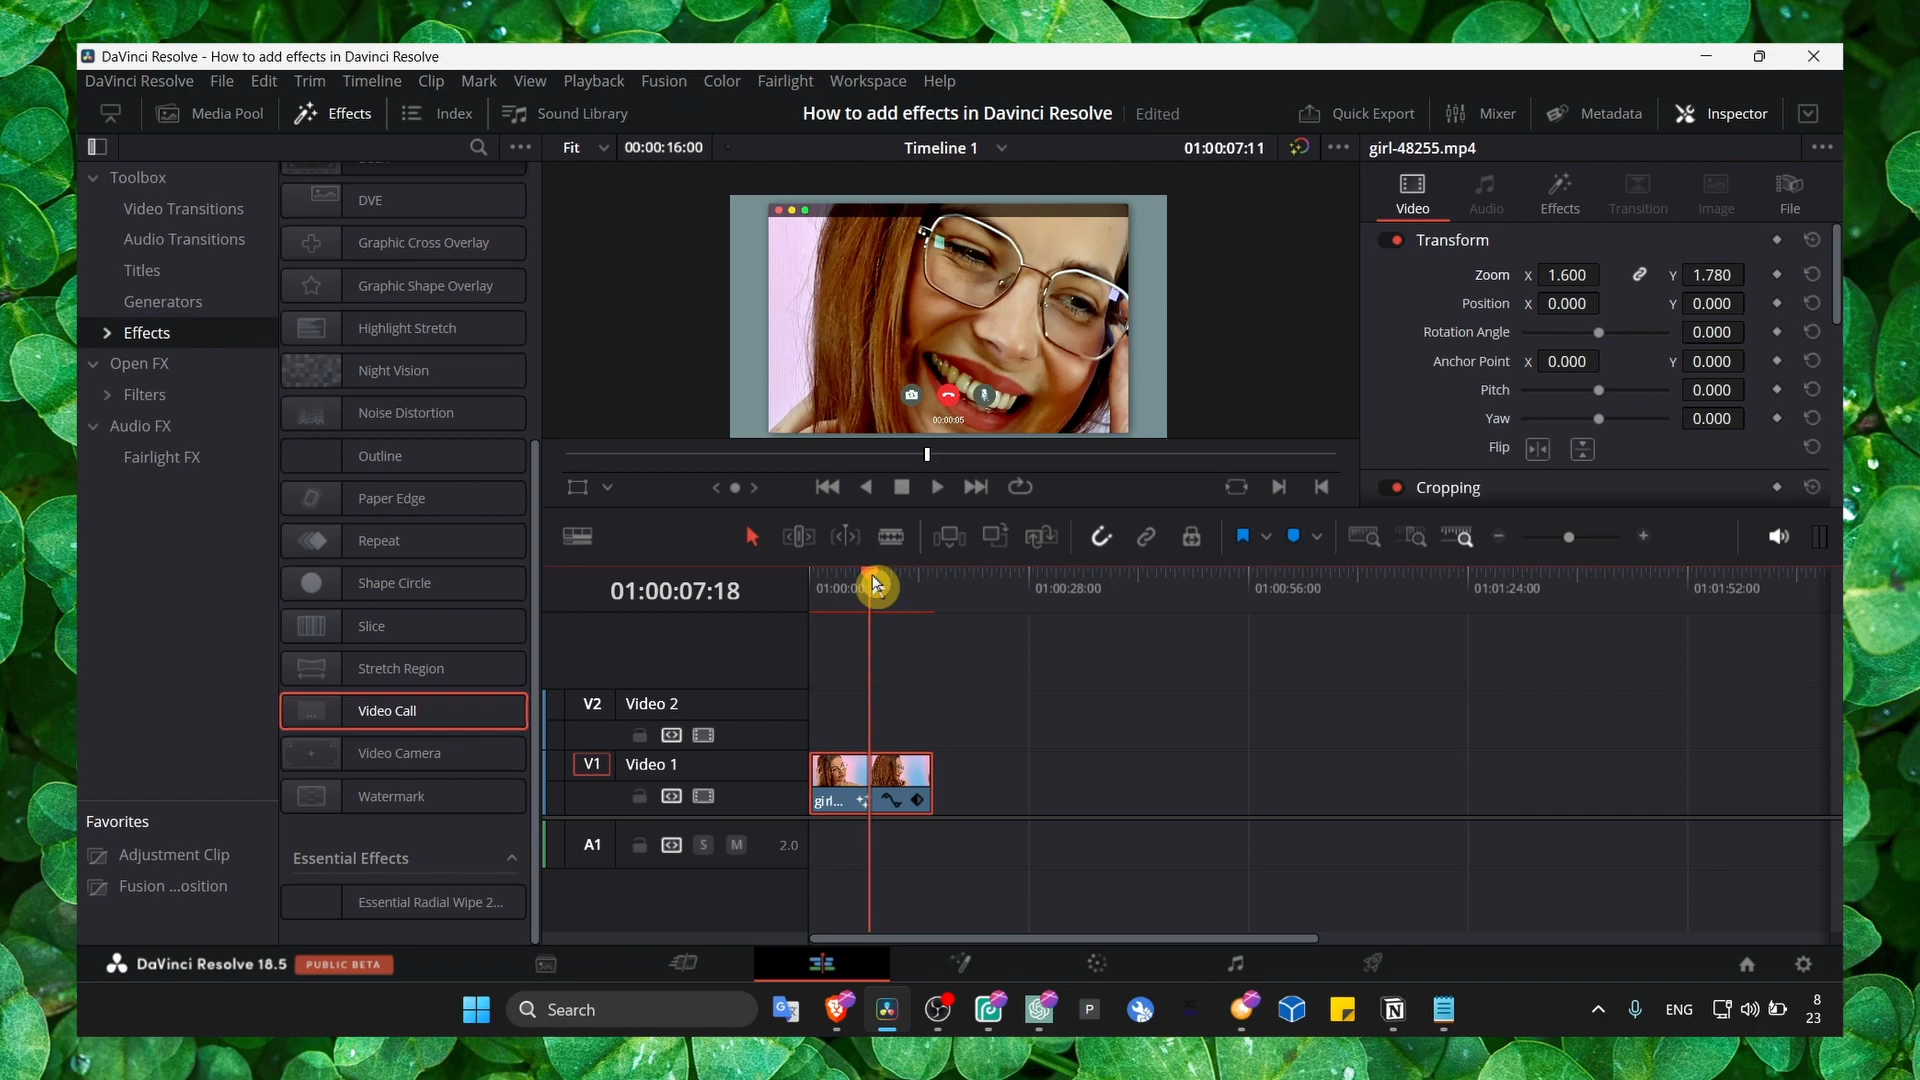 DaVinci Resolve - How to add effects in Davinci Resolve
DaVinci Resolve File Edit Trim Timeline Clip Mark View Playback Fusion Color Fairlight Workspace Help
Media Pool Effects Index Sound Library How to add effects in Davinci Resolve Edited Quick Export Mixer Metadata Inspector
Fit 00:00:16:00 Timeline 1 01:00:07:11 girl-48255.mp4
Toolbox
Video Transitions
Audio Transitions
Titles
Generators
Effects
Open FX
Filters
Audio FX
Fairlight FX
Favorites
Adjustment Clip
Fusion ...osition
DVE
Graphic Cross Overlay
Graphic Shape Overlay
Highlight Stretch
Night Vision
Noise Distortion
Outline
Paper Edge
Repeat
Shape Circle
Slice
Stretch Region
Video Call
Video Camera
Watermark
Essential Effects
Essential Radial Wipe 2...
00:00:05
Video Audio Effects Transition Image File
Transform
Zoom X 1.600 Y 1.780
Position X 0.000 Y 0.000
Rotation Angle 0.000
Anchor Point X 0.000 Y 0.000
Pitch 0.000
Yaw 0.000
Flip
Cropping
01:00:07:18 01:00:00 01:00:28:00 01:00:56:00 01:01:24:00 01:01:52:00
V2 Video 2
V1 Video 1
girl...
A1 S M 2.0
DaVinci Resolve 18.5 PUBLIC BETA
Search P N ENG 8
23